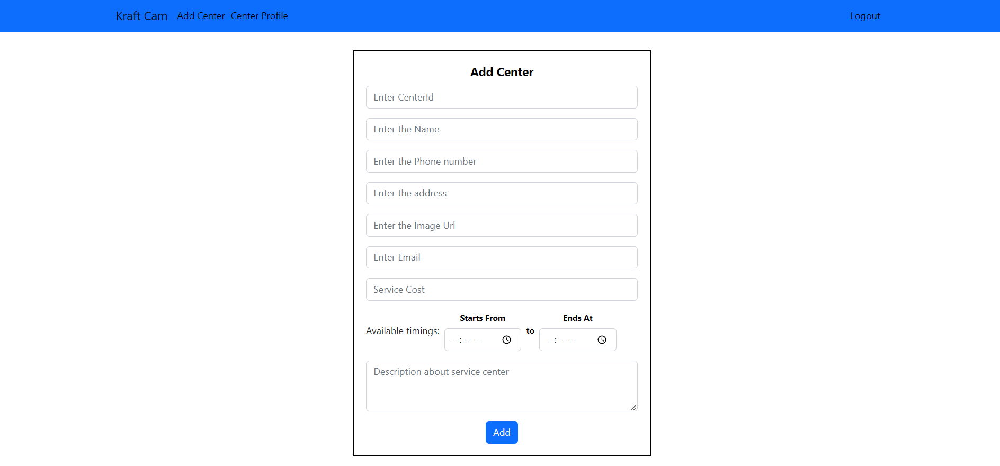 Kraft Cam Add Center Center Profile Logout
Add Center
Enter CenterId
Enter the Name
Enter the Phone number
Enter the address
Enter the Image Url
Enter Email
Service Cost
Starts From Ends At
Available timings: --:-- -- to --:-- --
Description about service center
Add